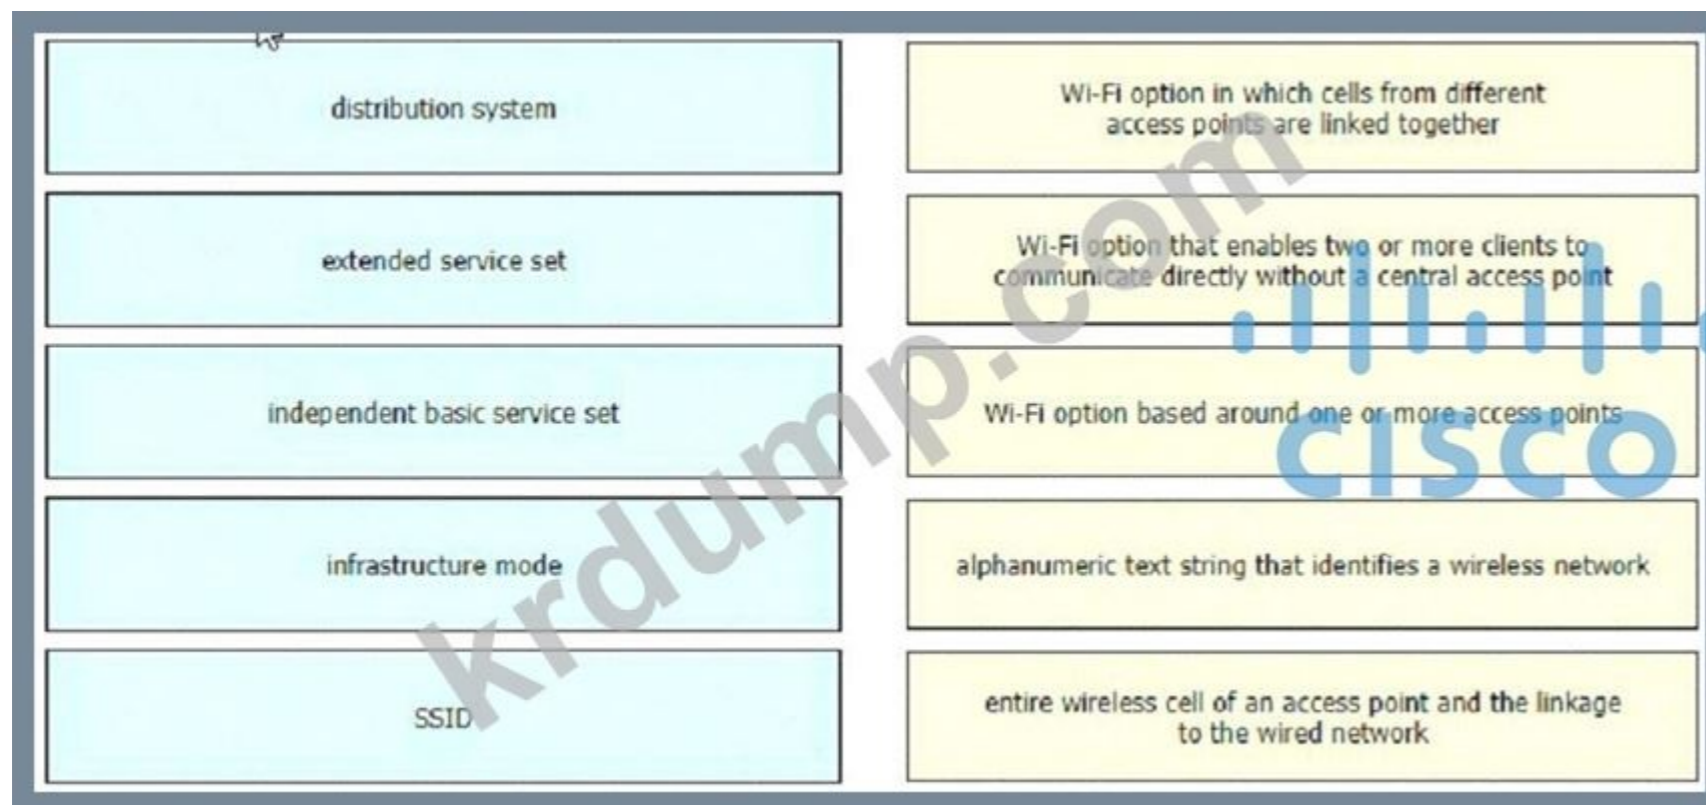 distribution system
Wi-Fi option in which cells from different
access points are linked together
extended service set
Wi-Fi option that enables two or more clients to
communicate directly without a central access point
independent basic service set
Wi-Fi option based around one or more access points
infrastructure mode
alphanumeric text string that identifies a wireless network
SSID
entire wireless cell of an access point and the linkage
to the wired network
krdump.com
CISCO